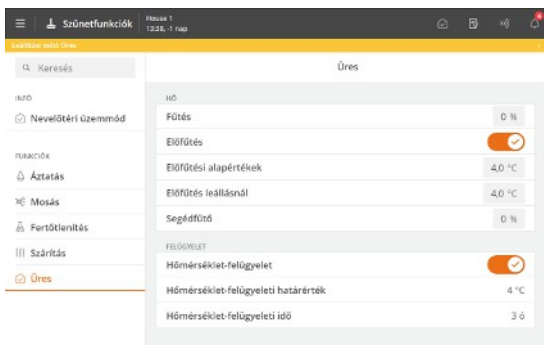 Szünetfunkciók
House 1
13:38, -1 nap
4
Leállítási mód: Üres
Keresés
INFÓ
Nevelőtéri üzemmód
FUNKCIÓK
Áztatás
Mosás
Fertőtlenítés
Szárítás
Üres
Üres
HŐ
Fűtés 0 %
Előfűtés
Előfűtési alapértékek 4,0 °C
Előfűtés leállásnál 4,0 °C
Segédfűtő 0 %
FELÜGYELET
Hőmérséklet-felügyelet
Hőmérséklet-felügyeleti határérték 4 °C
Hőmérséklet-felügyeleti idő 3 ó